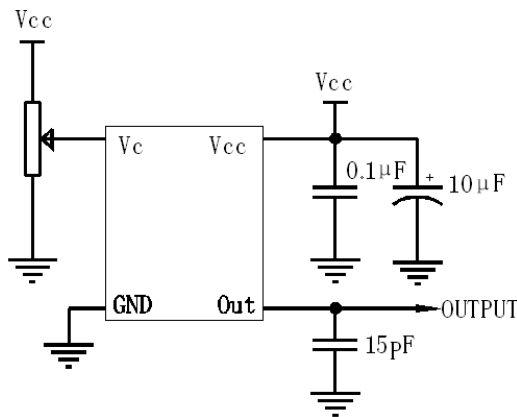 Vcc
Vcc
Vc
Vcc
0.1μF
+
10μF
GND
Out
OUTPUT
15pF